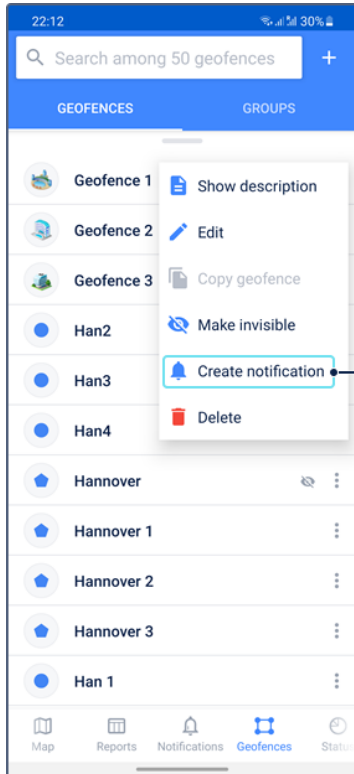 22:12 30%
Search among 50 geofences
GEOFENCES GROUPS
Geofence 1
Show description
Geofence 2
Edit
Geofence 3
Copy geofence
Han2
Make invisible
Han3
Create notification
Han4
Delete
Hannover
Hannover 1
Hannover 2
Hannover 3
Han 1
Map Reports Notifications Geofences Status